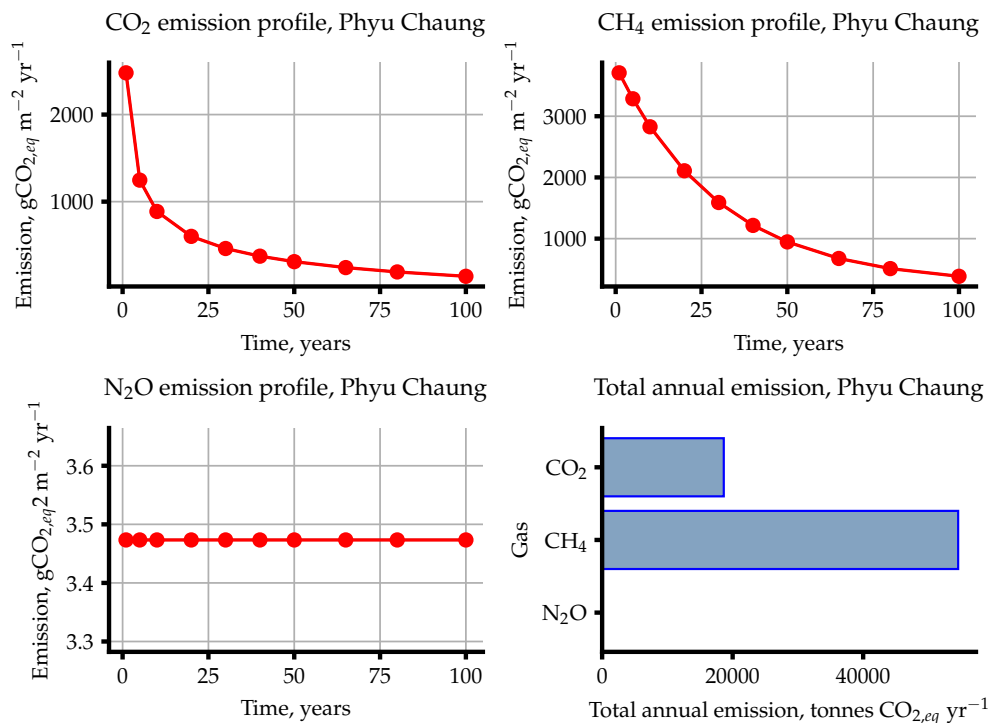 CO₂ emission profile, Phyu Chaung
Emission, gCO₂,eq m⁻² yr⁻¹
2000
1000
0
25
50
75
100
Time, years
CH₄ emission profile, Phyu Chaung
Emission, gCO₂,eq m⁻² yr⁻¹
3000
2000
1000
0
25
50
75
100
Time, years
N₂O emission profile, Phyu Chaung
Emission, gCO₂,eq2 m⁻² yr⁻¹
3.6
3.5
3.4
3.3
0
25
50
75
100
Time, years
Total annual emission, Phyu Chaung
Gas
CO₂
CH₄
N₂O
0
20000
40000
Total annual emission, tonnes CO₂,eq yr⁻¹